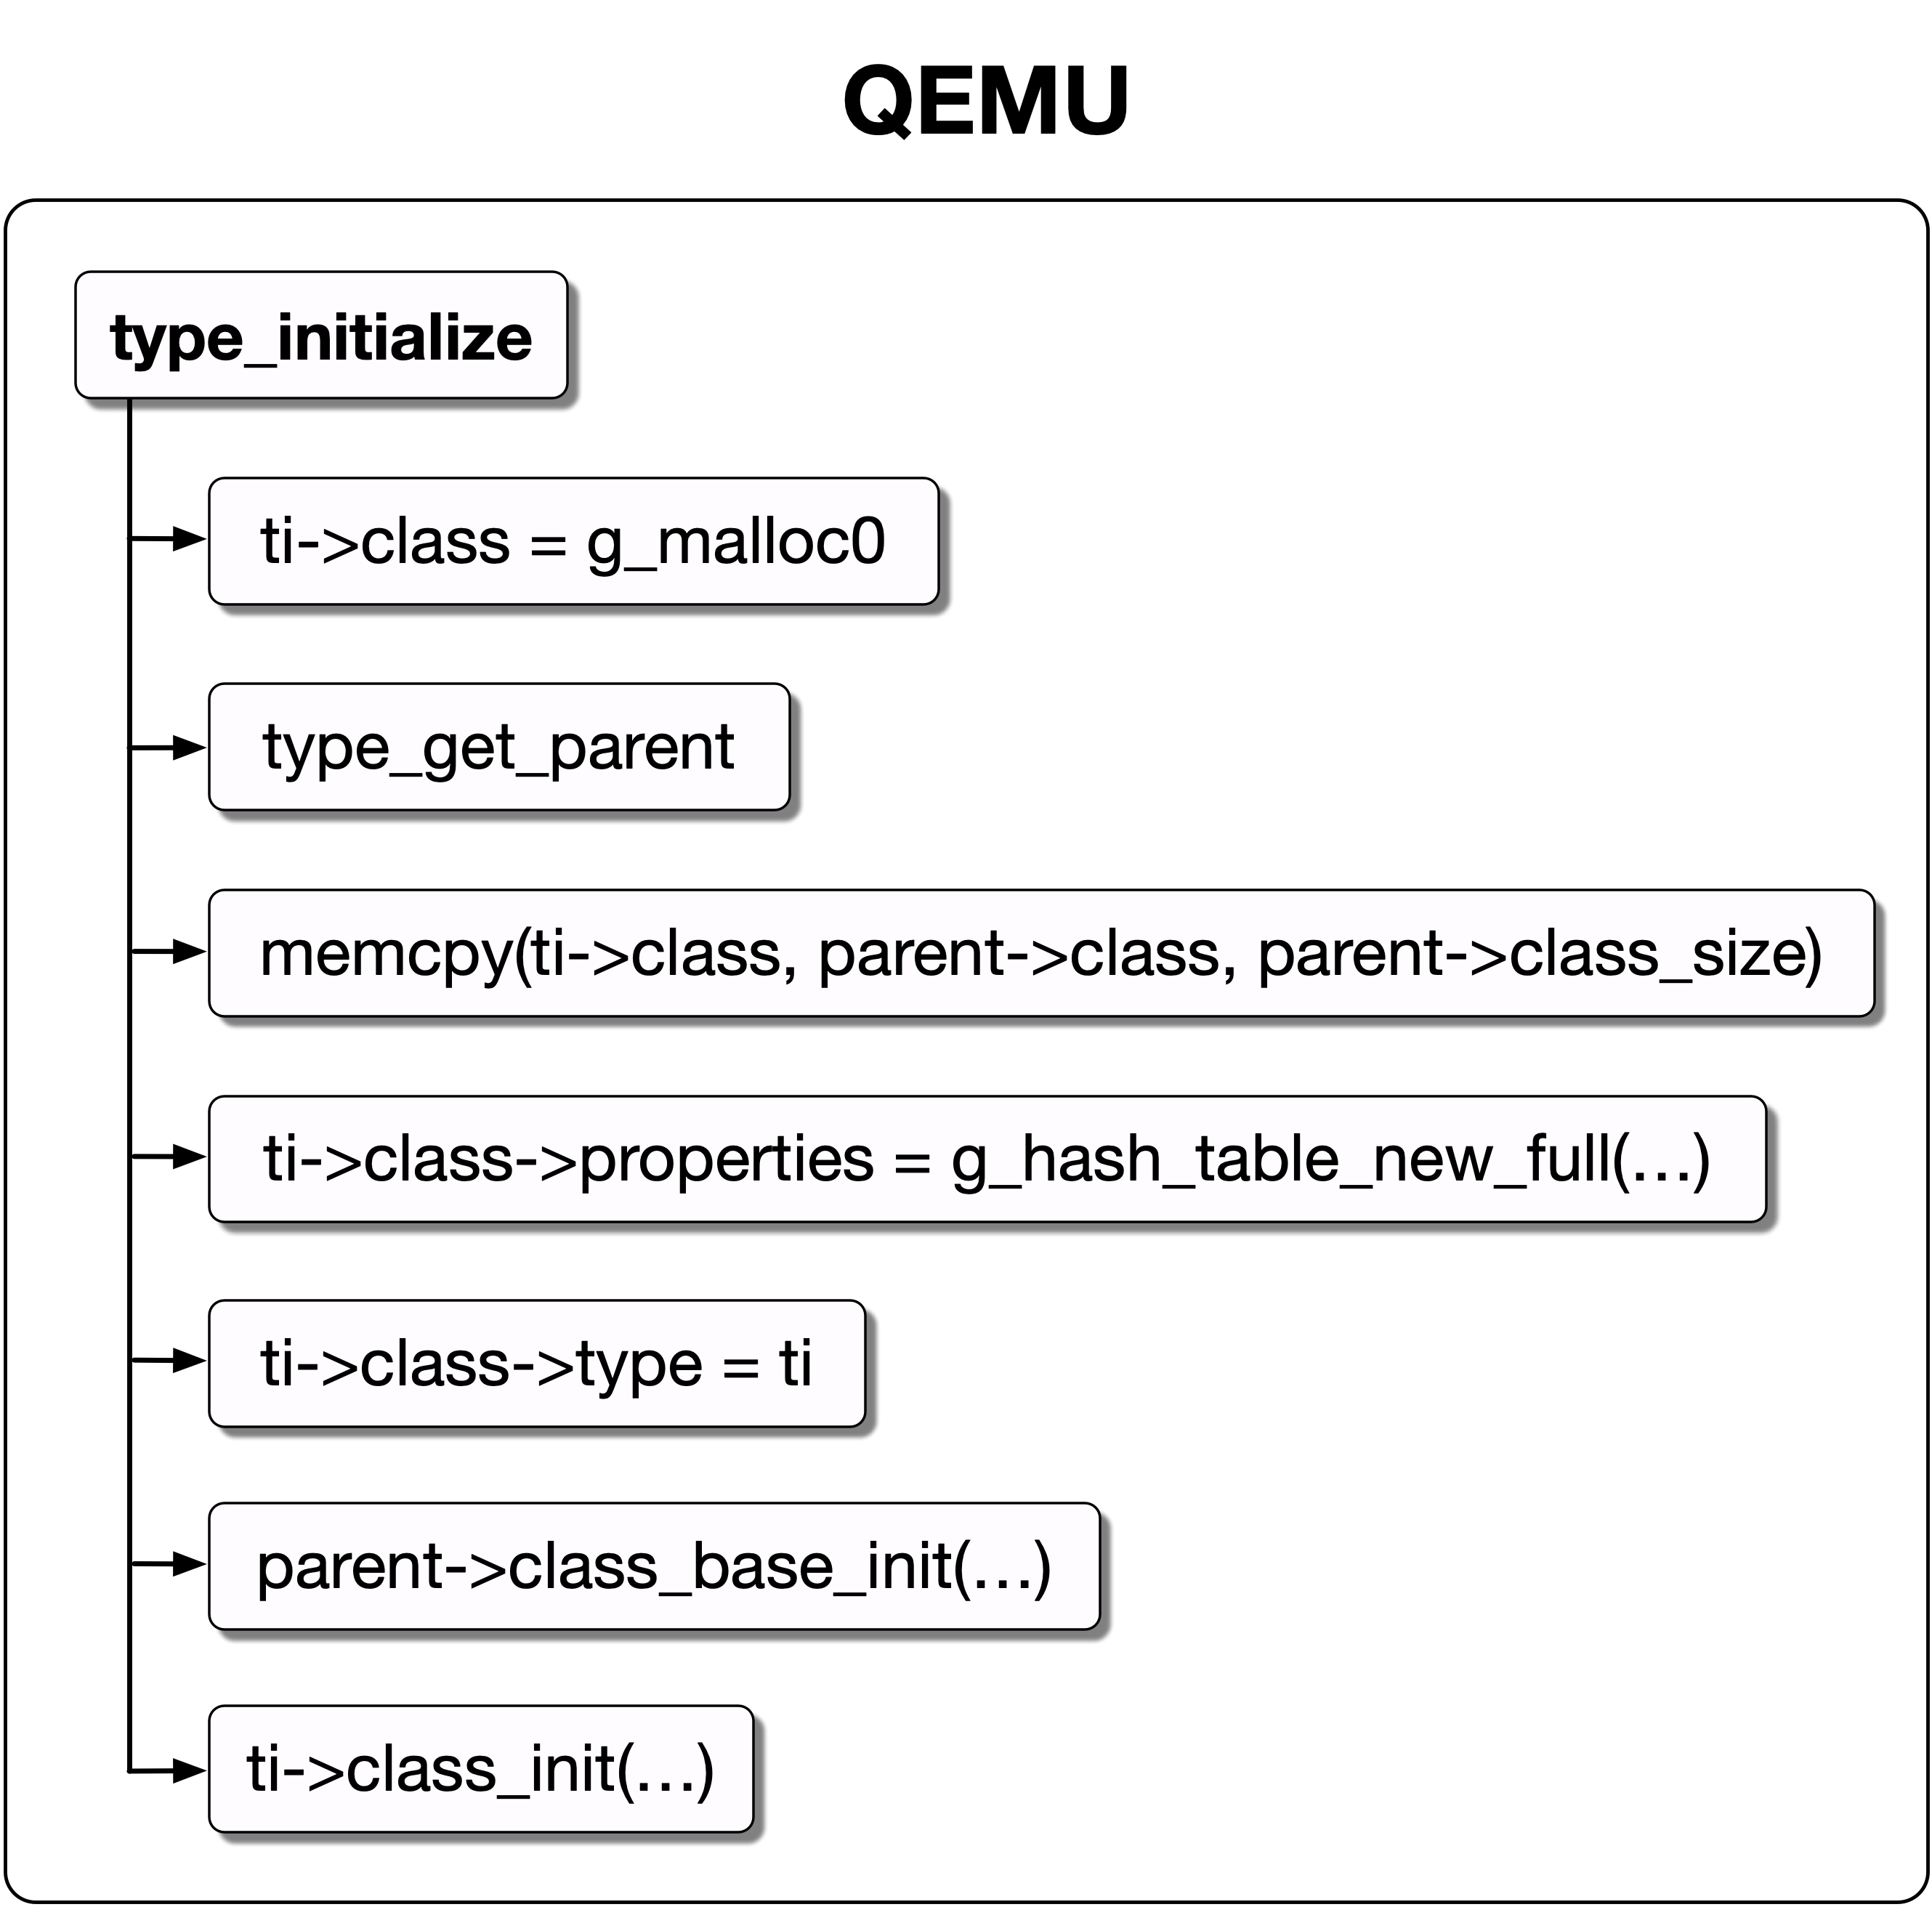 QEMU
type_initialize
ti->class = g_malloc0
type_get_parent
memcpy(ti->class, parent->class, parent->class_size)
ti->class->properties = g_hash_table_new_full(…)
ti->class->type = ti
parent->class_base_init(…)
ti->class_init(…)